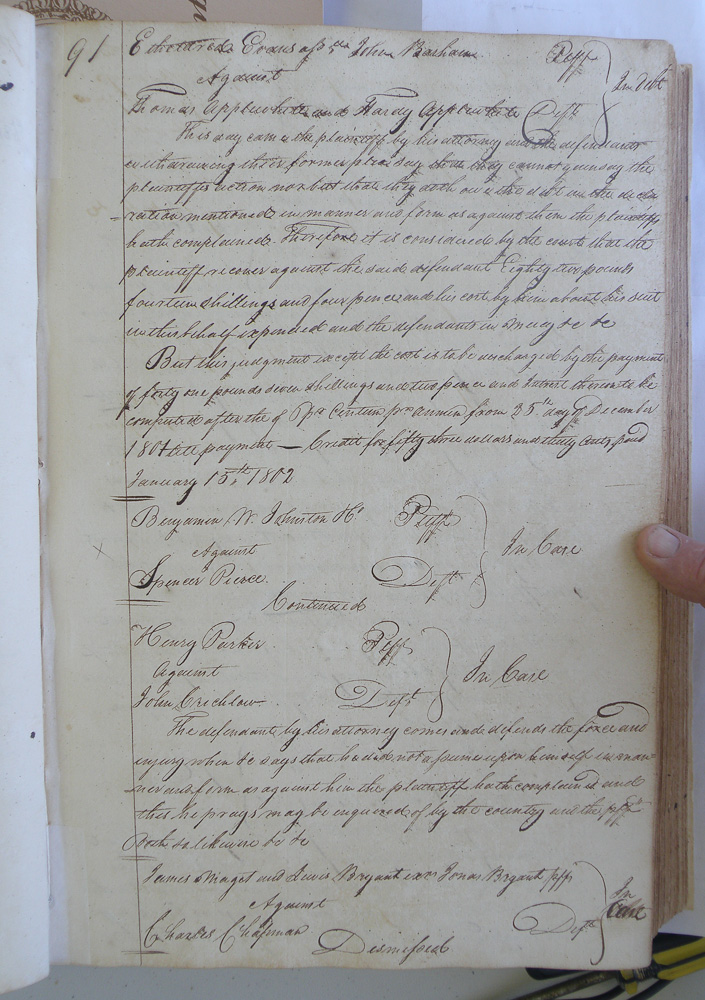 91
Etheldred Evans asse John Barham Pltff
Against In debt
Thomas Applewhite and Hardy Applewhite Defts
This day came the plaintiff by his attorney and the defendants
withdrawing their former plea say that they cannot gainsay the
plaintiffs action nor but that they doth owe the debt in the decla
=ration mentioned in manner and form as against them the plaintiff
hath complained. Therefore it is considered by the court that the
plaintiff recover against the said defendant Eighty two pounds
fourteen shillings and four pence and his cost by him about his suit
in this behalf expended and the defendants in mercy &c &c
But this judgment except the cost is to be discharged by the payment
of forty one pounds seven shillings and two pence and Interest thereon to be
computed after the of pr Centum pr annum from 25th day of December
1801 till payment — Credit for fifty three dollars and thirty cents paid
January 15th 1802
Benjamin W. Johnston Pltff
Against In Case
Spencer Pierce Deft
Continued
Henry Parker Pltff
Against In Case
John Crichlow Deft
The defendant by his attorney comes and defends the force and
injury when &c says that he did not assume upon himself in man=
ner and form as against him the plaintiff hath complained and
this he prays may be enquired of by the country and the pltff
doth so likewise &c &c
James Maget and Lewis Bryant exrs Jonas Bryant pltfs
Against In Case
Charles Chapman Deft
Dismissed